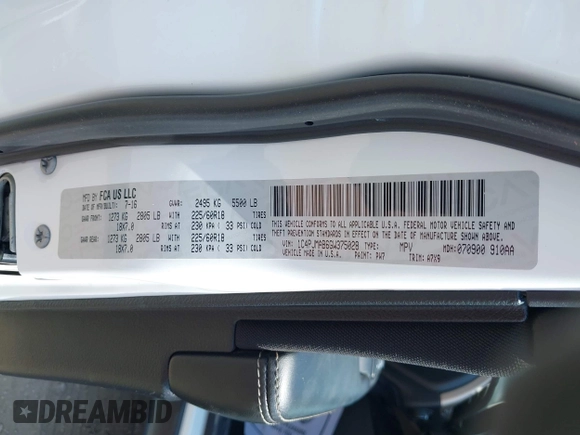 MFG BY FCA US LLC
DATE OF MFR/BUILT: 7-16 GVWR: 2495 KG 5500 LB
GAWR FRONT: 1273 KG 2805 LB WITH 225/60R18 TIRES
18X7.0 RIMS AT 230 KPA ( 33 PSI) COLD
GAWR REAR: 1273 KG 2805 LB WITH 225/60R18 TIRES
18X7.0 RIMS AT 230 KPA ( 33 PSI) COLD
THIS VEHICLE CONFORMS TO ALL APPLICABLE U.S.A. FEDERAL MOTOR VEHICLE SAFETY AND
THEFT PREVENTION STANDARDS IN EFFECT ON THE DATE OF MANUFACTURE SHOWN ABOVE.
VIN: 1C4PJMAB6GW375028 TYPE: MPV MDH: 070900 910AA
VEHICLE MADE IN U.S.A. PAINT: PW7 TRIM: A7X9
DREAMBID